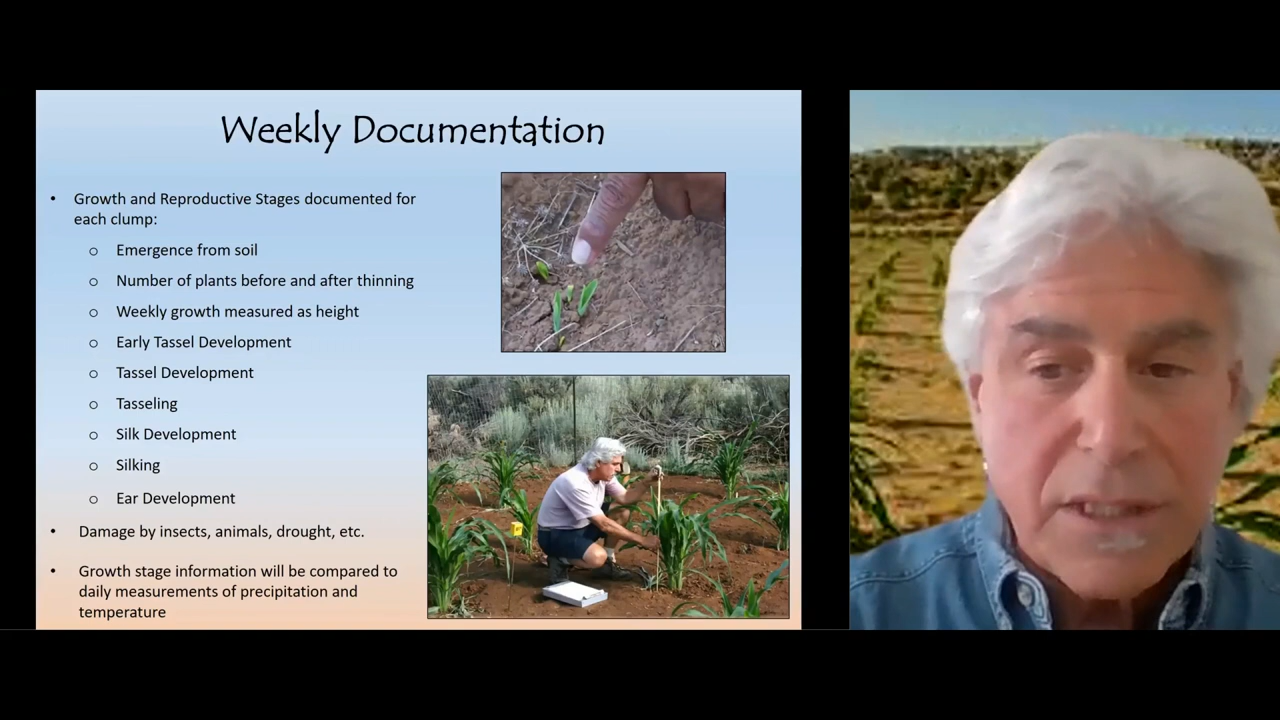 Weekly Documentation
• Growth and Reproductive Stages documented for
each clump:
o Emergence from soil
o Number of plants before and after thinning
o Weekly growth measured as height
o Early Tassel Development
o Tassel Development
o Tasseling
o Silk Development
o Silking
o Ear Development
• Damage by insects, animals, drought, etc.
• Growth stage information will be compared to
daily measurements of precipitation and
temperature